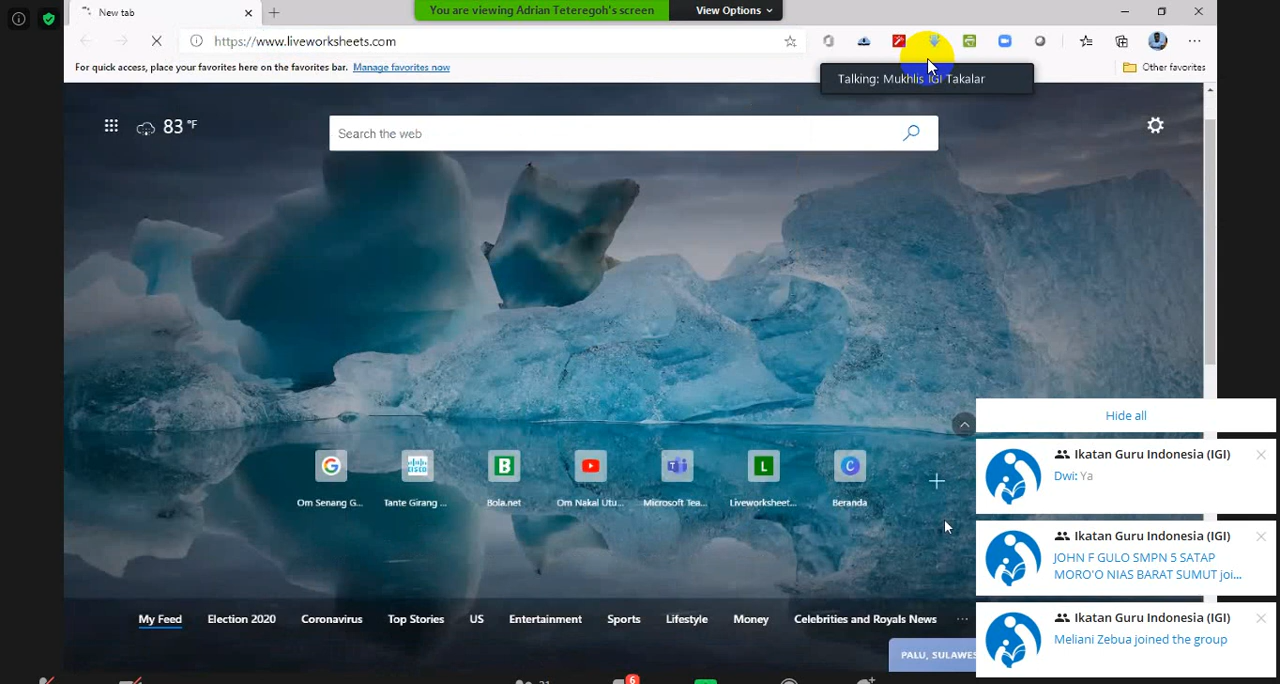 New tab
You are viewing Adrian Teteregoh's screen
View Options
https://www.liveworksheets.com
For quick access, place your favorites here on the favorites bar. Manage favorites now
Other favorites
Talking: Mukhlis IGI Takalar
83 °F
Search the web
Hide all
Ikatan Guru Indonesia (IGI)
Dwi: Ya
Om Senang G...
Tante Girang ...
Bola.net
Om Nakal Utu...
Microsoft Tea...
Liveworksheet...
Beranda
Ikatan Guru Indonesia (IGI)
JOHN F GULO SMPN 5 SATAP
MORO'O NIAS BARAT SUMUT joi...
My Feed
Election 2020
Coronavirus
Top Stories
US
Entertainment
Sports
Lifestyle
Money
Celebrities and Royals News
Ikatan Guru Indonesia (IGI)
Meliani Zebua joined the group
PALU, SULAWES
6